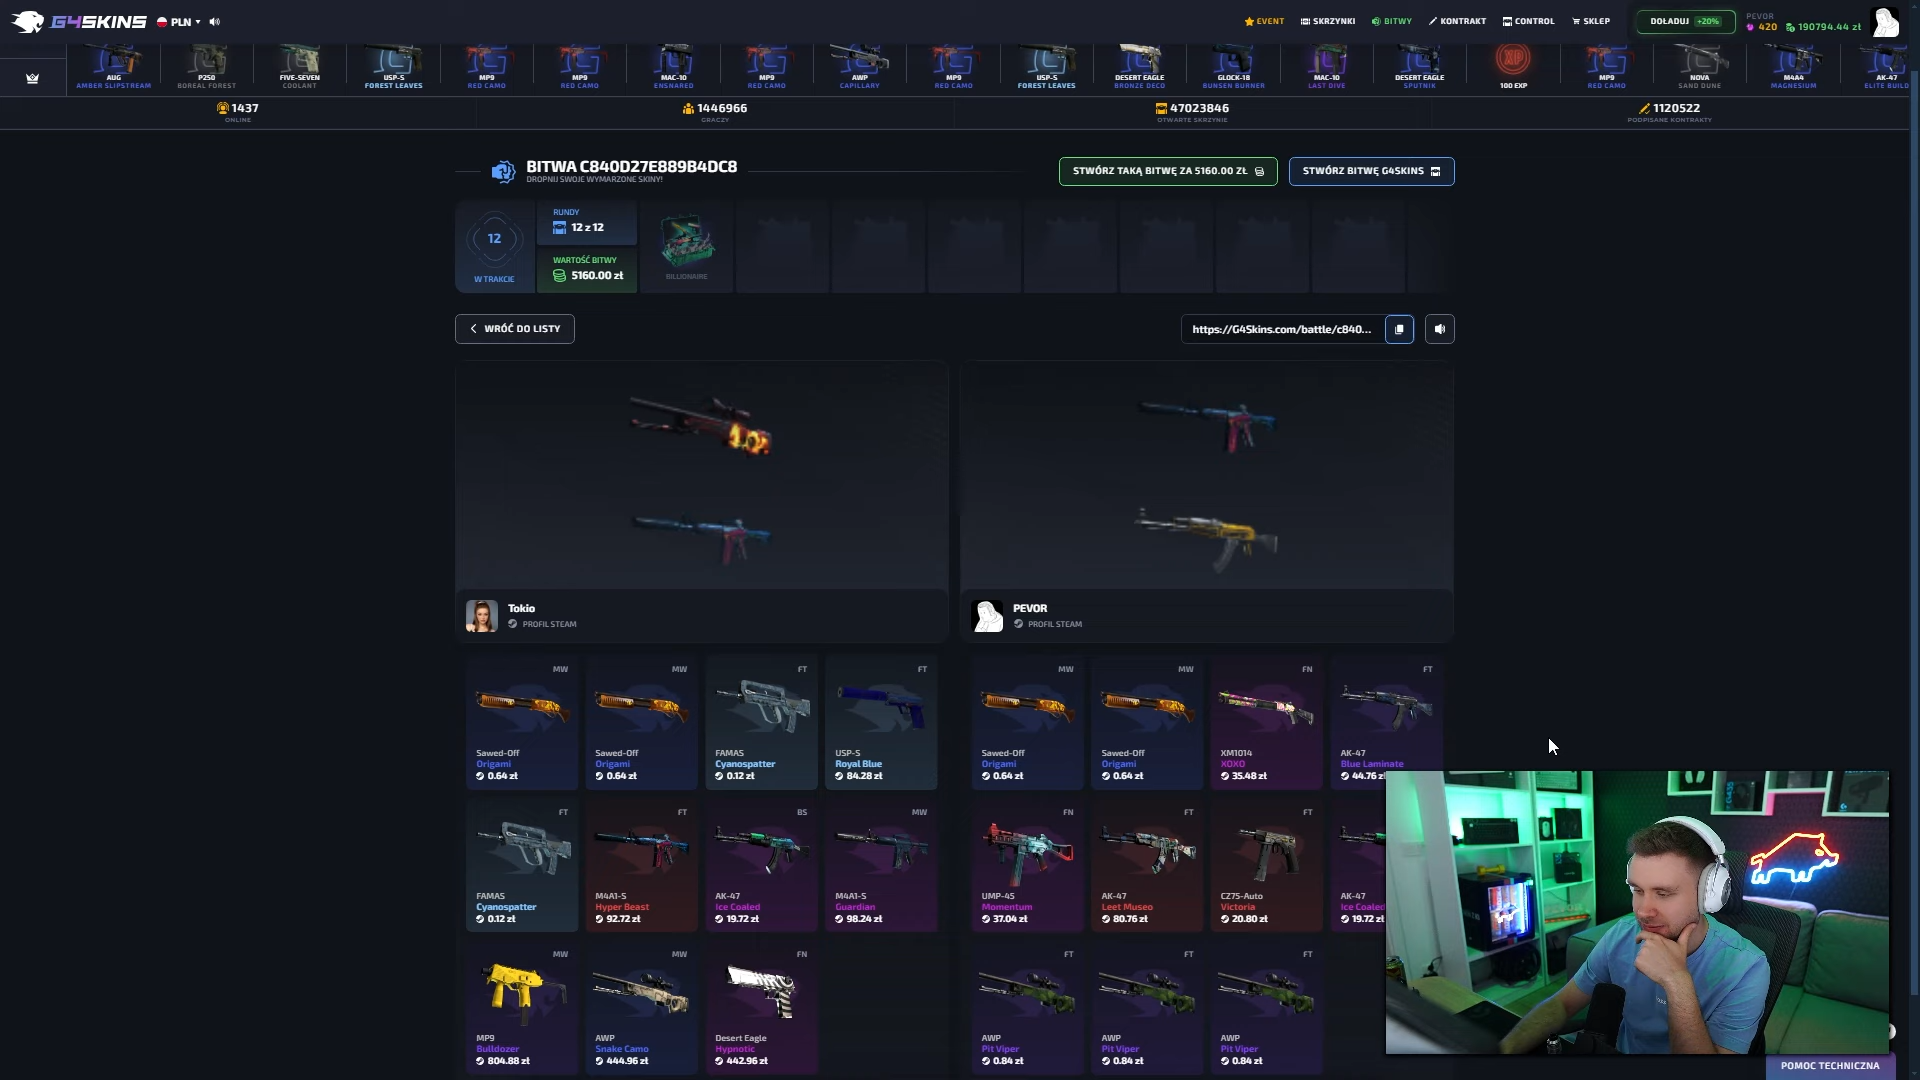 G4SKINS
PLN
EVENT
SKRZYNKI
BITWY
KONTRAKT
CONTROL
SKLEP
DOŁADUJ +20%
PEVOR
420 190794.44 zł
AUG
AMBER SLIPSTREAM
P250
BOREAL FOREST
FIVE-SEVEN
COOLANT
USP-S
FOREST LEAVES
MP9
RED CAMO
MP9
RED CAMO
MAC-10
ENSNARED
MP9
RED CAMO
AWP
CAPILLARY
MP9
RED CAMO
USP-S
FOREST LEAVES
DESERT EAGLE
BRONZE DECO
GLOCK-18
BUNSEN BURNER
MAC-10
LAST DIVE
DESERT EAGLE
SPUTNIK
XP
100 EXP
MP9
RED CAMO
NOVA
SAND DUNE
M4A4
MAGNESIUM
AK-47
ELITE BUILD
1437
ONLINE
1446966
GRACZY
47023846
OTWARTE SKRZYNIE
1120522
PODPISANE KONTRAKTY
BITWA C840D27E889B4DC8
DROPNIJ SWOJE WYMARZONE SKINY!
STWÓRZ TAKĄ BITWĘ ZA 5160.00 ZŁ
STWÓRZ BITWĘ G4SKINS
12
W TRAKCIE
RUNDY
12 z 12
WARTOŚĆ BITWY
5160.00 zł
BILLIONAIRE
WRÓĆ DO LISTY
https://G4Skins.com/battle/c840...
Tokio
PROFIL STEAM
PEVOR
PROFIL STEAM
MW
Sawed-Off
Origami
0.64 zł
MW
Sawed-Off
Origami
0.64 zł
FT
FAMAS
Cyanospatter
0.12 zł
FT
USP-S
Royal Blue
84.28 zł
MW
Sawed-Off
Origami
0.64 zł
MW
Sawed-Off
Origami
0.64 zł
FN
XM1014
XOXO
35.48 zł
FT
AK-47
Blue Laminate
44.76 zł
FT
FAMAS
Cyanospatter
0.12 zł
FT
M4A1-S
Hyper Beast
92.72 zł
BS
AK-47
Ice Coaled
19.72 zł
MW
M4A1-S
Guardian
98.24 zł
FN
UMP-45
Momentum
37.04 zł
FT
AK-47
Leet Museo
80.76 zł
FT
CZ75-Auto
Victoria
20.80 zł
AK-47
Ice Coaled
19.72 zł
MW
MP9
Bulldozer
804.88 zł
MW
AWP
Snake Camo
444.96 zł
FN
Desert Eagle
Hypnotic
442.96 zł
FT
AWP
Pit Viper
0.84 zł
FT
AWP
Pit Viper
0.84 zł
FT
AWP
Pit Viper
0.84 zł
POMOC TECHNICZNA